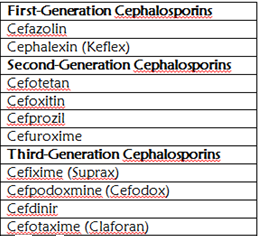 First-Generation Cephalosporins
Cefazolin
Cephalexin (Keflex)
Second-Generation Cephalosporins
Cefotetan
Cefoxitin
Cefprozil
Cefuroxime
Third-Generation Cephalosporins
Cefixime (Suprax)
Cefpodoxmine (Cefodox)
Cefdinir
Cefotaxime (Claforan)